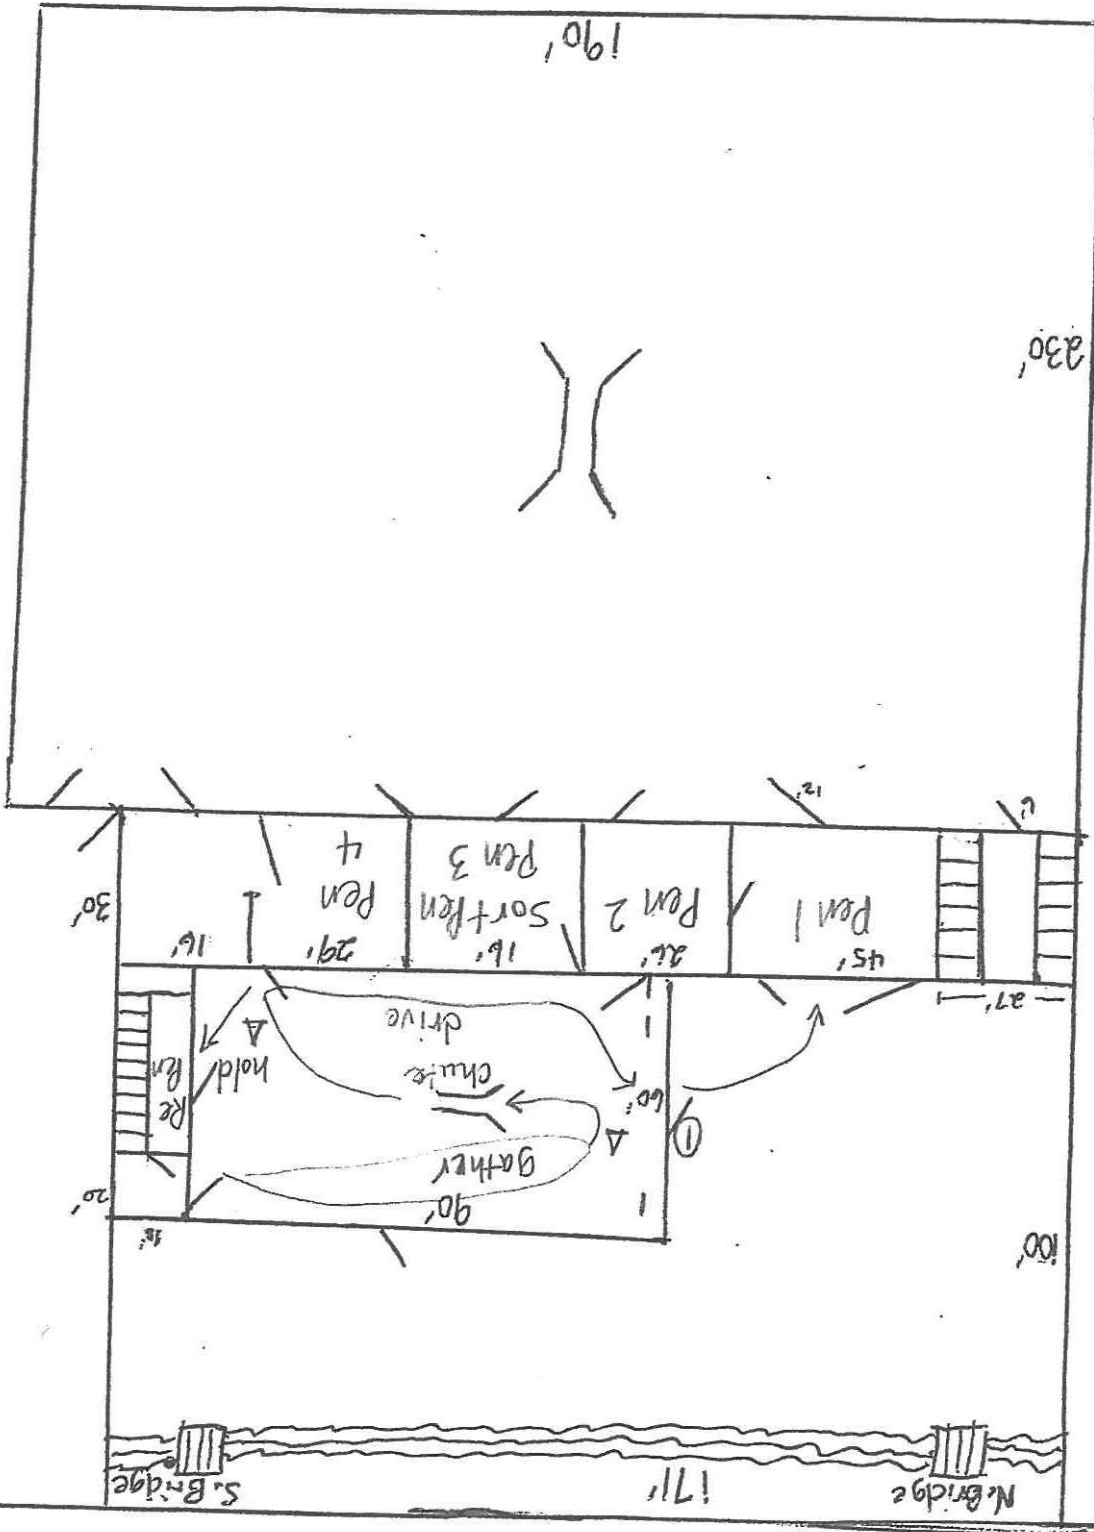 N. Bridge
171'
S. Bridge
100'
90'
18'
20'
gather
1
A
60'
Chute
Re
Pen
hold
A
drive
27'
45'
26'
16'
29'
16'
30'
Pen 1
Pen 2
Sort Pen
Pen 3
Pen
4
6'
12'
230'
190'